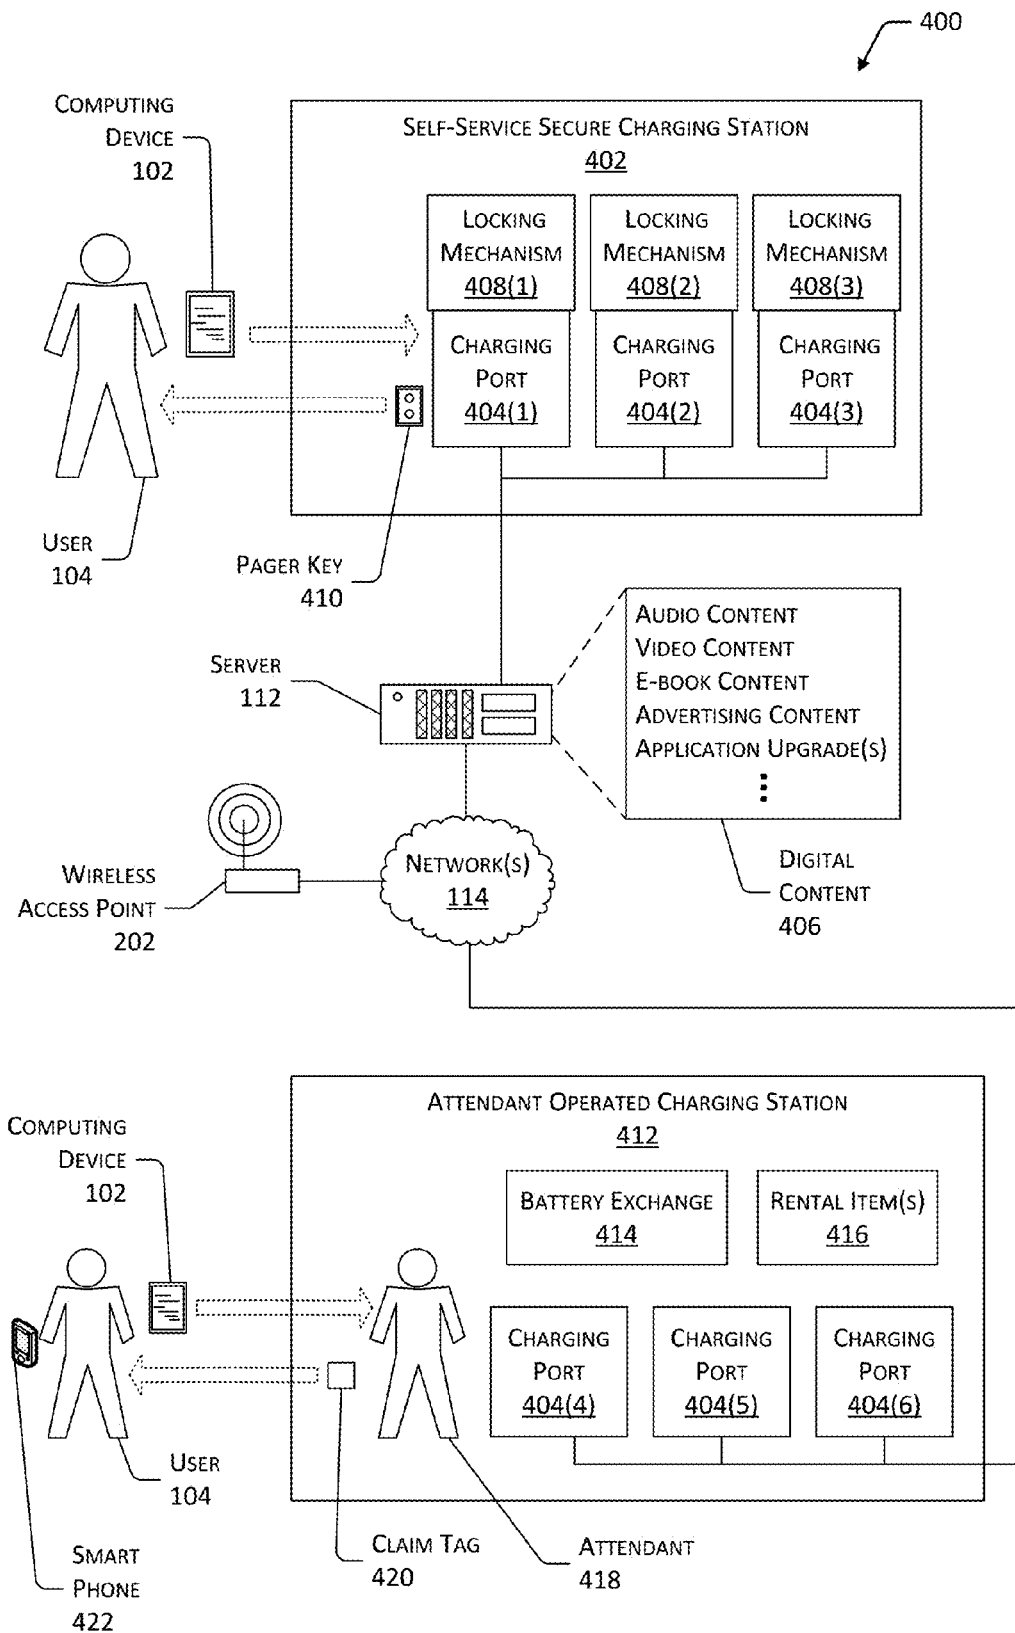 400
Computing
Device
102
Self-Service Secure Charging Station
402
Locking
Mechanism
408(1)
Locking
Mechanism
408(2)
Locking
Mechanism
408(3)
Charging
Port
404(1)
Charging
Port
404(2)
Charging
Port
404(3)
User
104
Pager Key
410
Server
112
Audio Content
Video Content
E-book Content
Advertising Content
Application Upgrade(s)
Digital
Content
406
Wireless
Access Point
202
Network(s)
114
Attendant Operated Charging Station
412
Computing
Device
102
Battery Exchange
414
Rental Item(s)
416
Charging
Port
404(4)
Charging
Port
404(5)
Charging
Port
404(6)
User
104
Smart
Phone
422
Claim Tag
420
Attendant
418